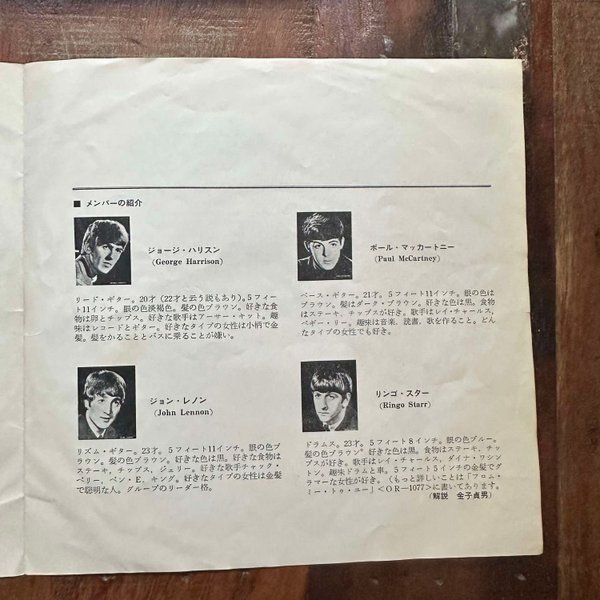 ■ メンバーの紹介
ジョージ・ハリスン
(George Harrison)
リード・ギター。20才(22才と云う説もあり)。5フィ
ート11インチ。眼の色淡褐色。髪の色ブラウン。好きな食
物は卵とチップス。好きな歌手はアーサー・キット。趣
味はレコードとギター。好きなタイプの女性は小柄で金
髪。髪をかることとバスに乗ることが嫌い。
ポール・マッカートニー
(Paul McCartney)
ベース・ギター。21才。5フィート11インチ。眼の色は
ブラウン。髪はダーク・ブラウン。好きな色は黒。食物
はステーキ、チップスが好き。歌手はレイ・チャールス、
ペギー・リー。趣味は音楽、読書、歌を作ること。どん
なタイプの女性でも好き。
ジョン・レノン
(John Lennon)
リズム・ギター。23才。5フィート11インチ。眼の色ブ
ラウン。髪の色ブラウン。好きな色は黒。好きな食物は
ステーキ、チップス、ジェリー。好きな歌手チャック・
ベリー、ベン・E. キング。好きなタイプの女性は金髪
で聡明な人。グループのリーダー格。
リンゴ・スター
(Ringo Starr)
ドラムス。23才。5フィート8インチ。眼の色ブルー。
髪の色ブラウン。好きな色は黒。食物はステーキ、チッ
プスが好き。歌手はレイ・チャールス、ダイナ・ワシン
トン。趣味ドラムと車。5フィート5インチの金髪でグ
ラマーな女性が好き。(もっと詳しいことは「フロム・
ミー・トゥ・ユー」<OR—1077>に書いてあります。
(解説 金子貞男)